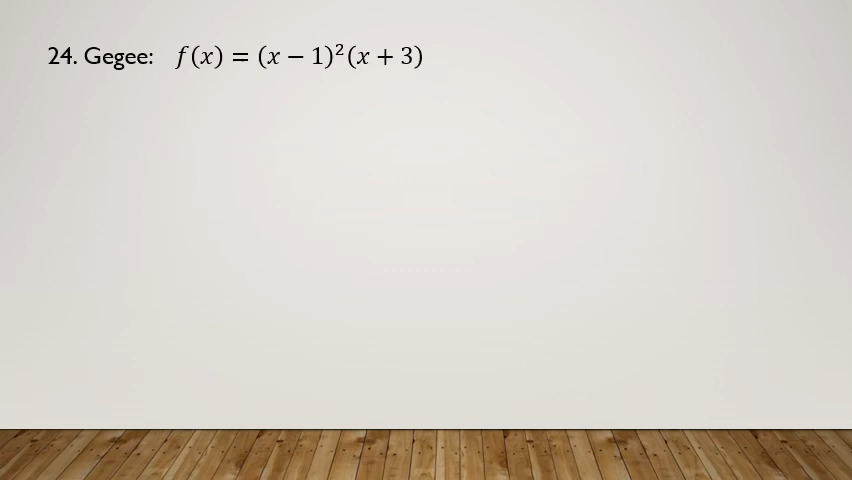 24. Gegee: f(x) = (x − 1)²(x + 3)